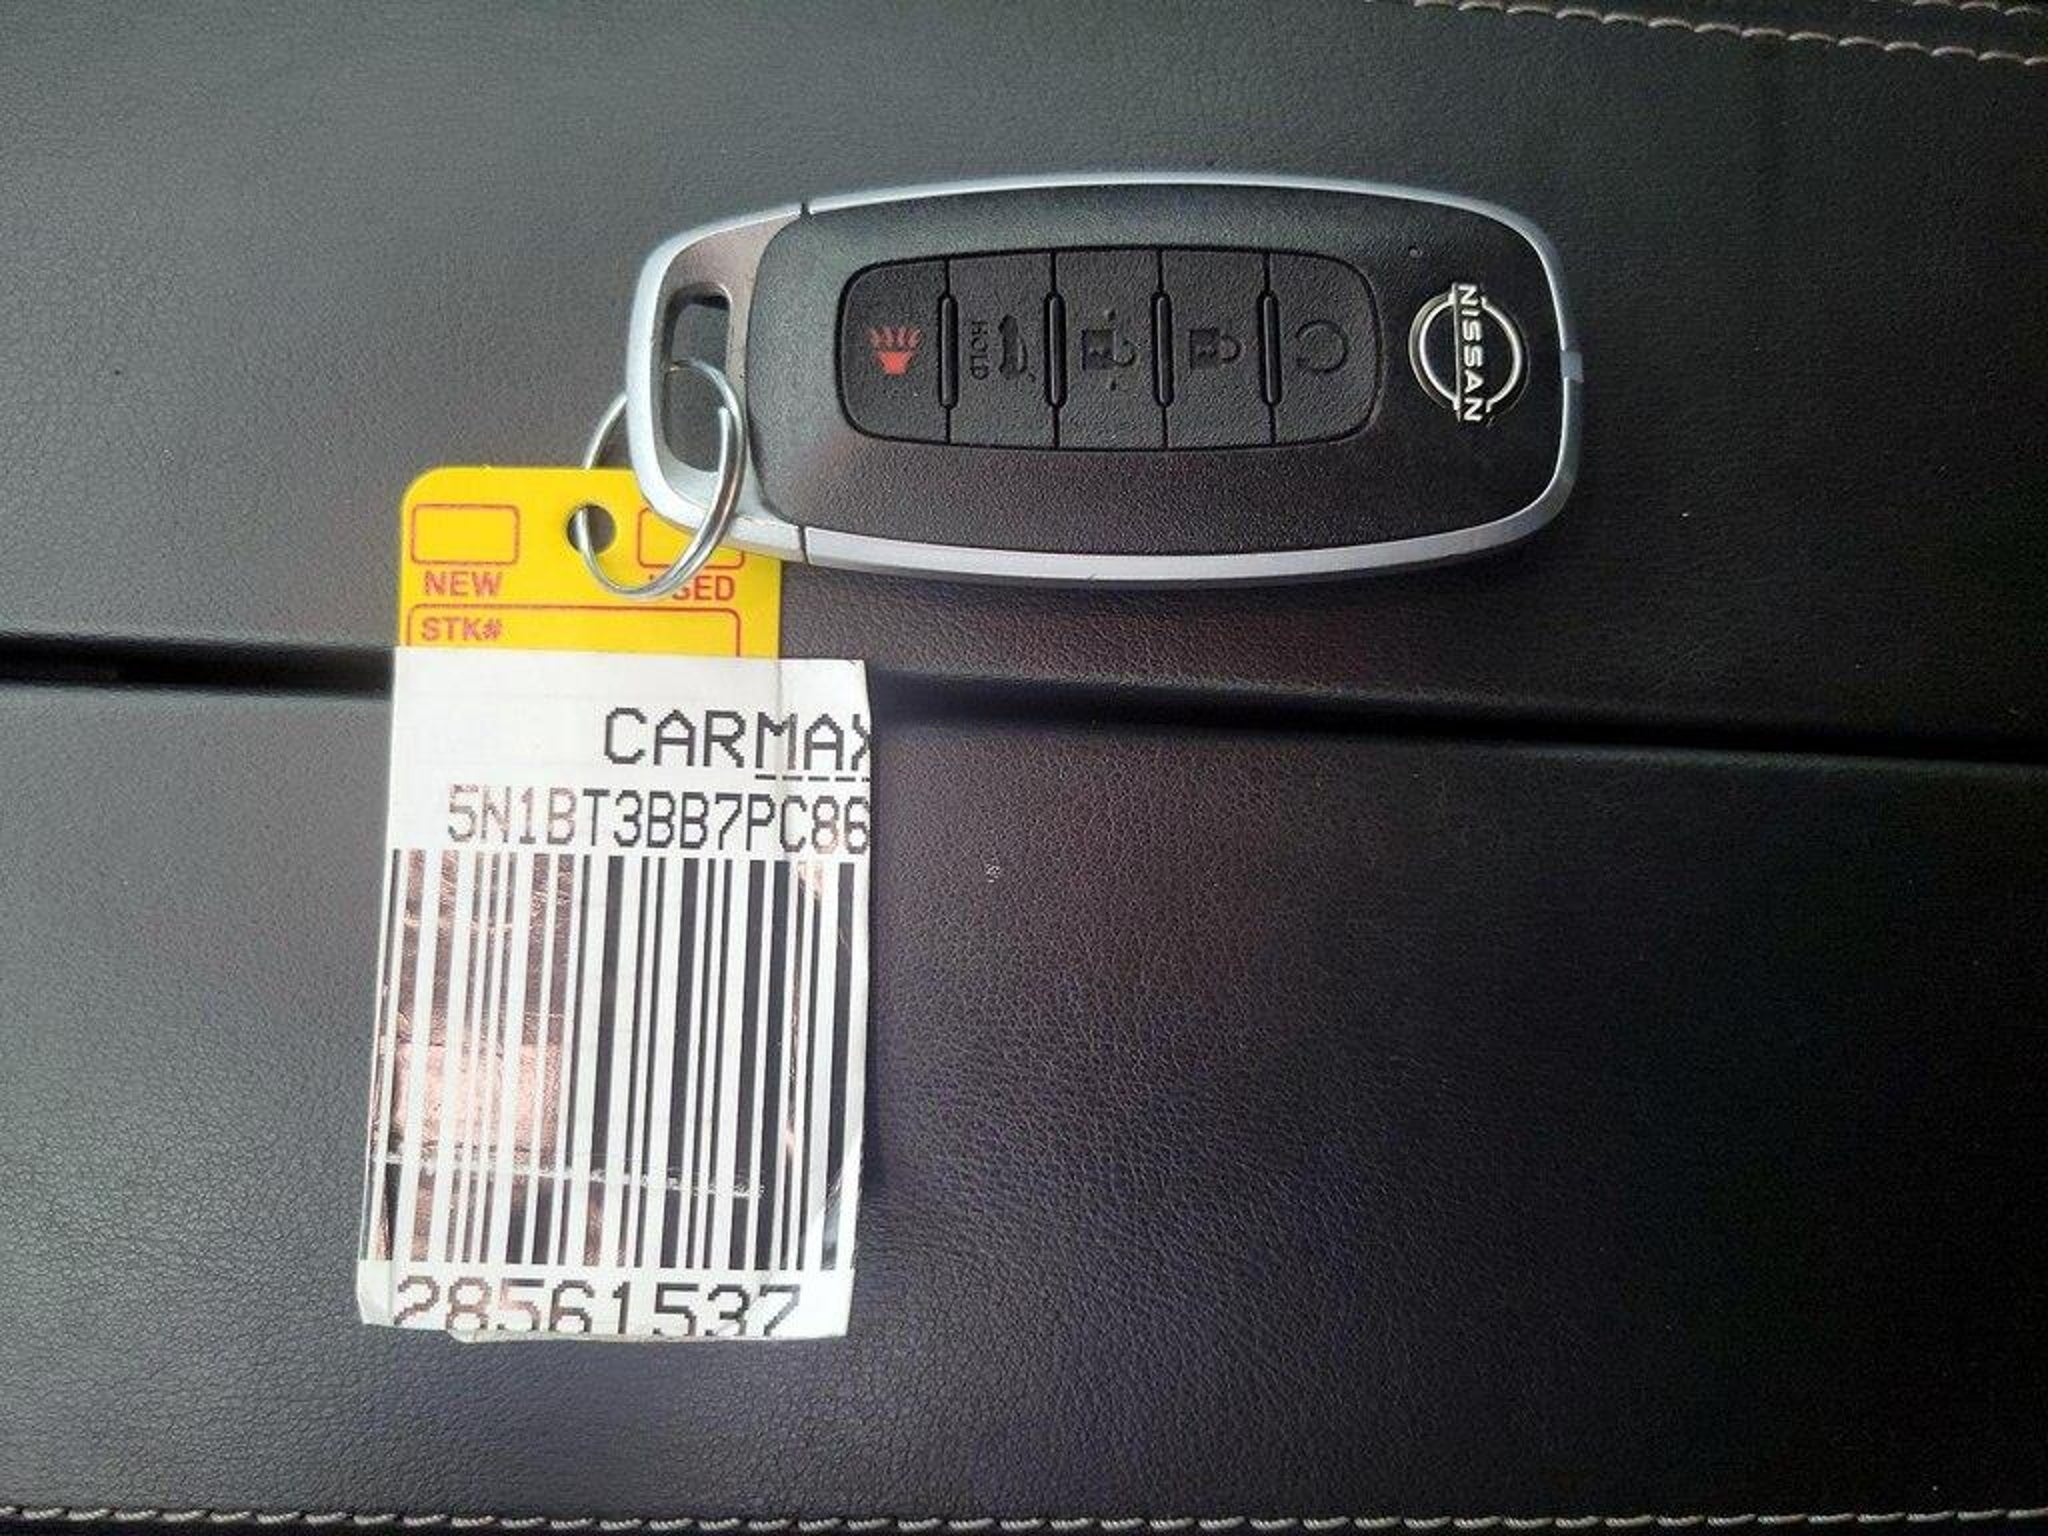 HOLD
NISSAN
NEW
USED
STK#
CARMAX
5N1BT3BB7PC86
28561537